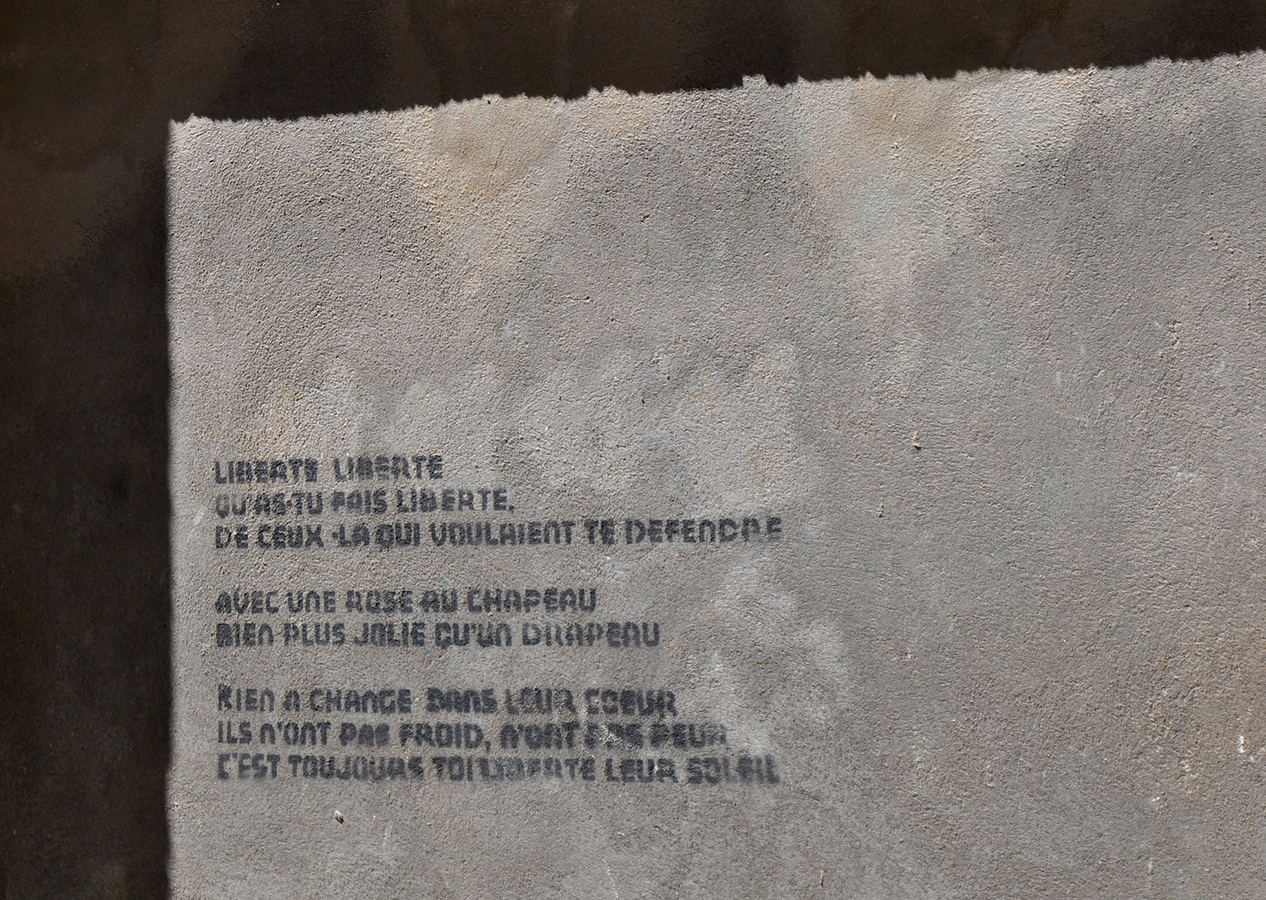 LIBERTE LIBERTE
QU'AS-TU FAIS LIBERTE,
DE CEUX-LA QUI VOULAIENT TE DEFENDRE
AVEC UNE ROSE AU CHAPEAU
BIEN PLUS JOLIE QU'UN DRAPEAU
RIEN A CHANGE DANS LEUR COEUR
ILS N'ONT PAS FROID, N'ONT PAS PEUR
C'EST TOUJOURS TOI LIBERTE LEUR SOLEIL